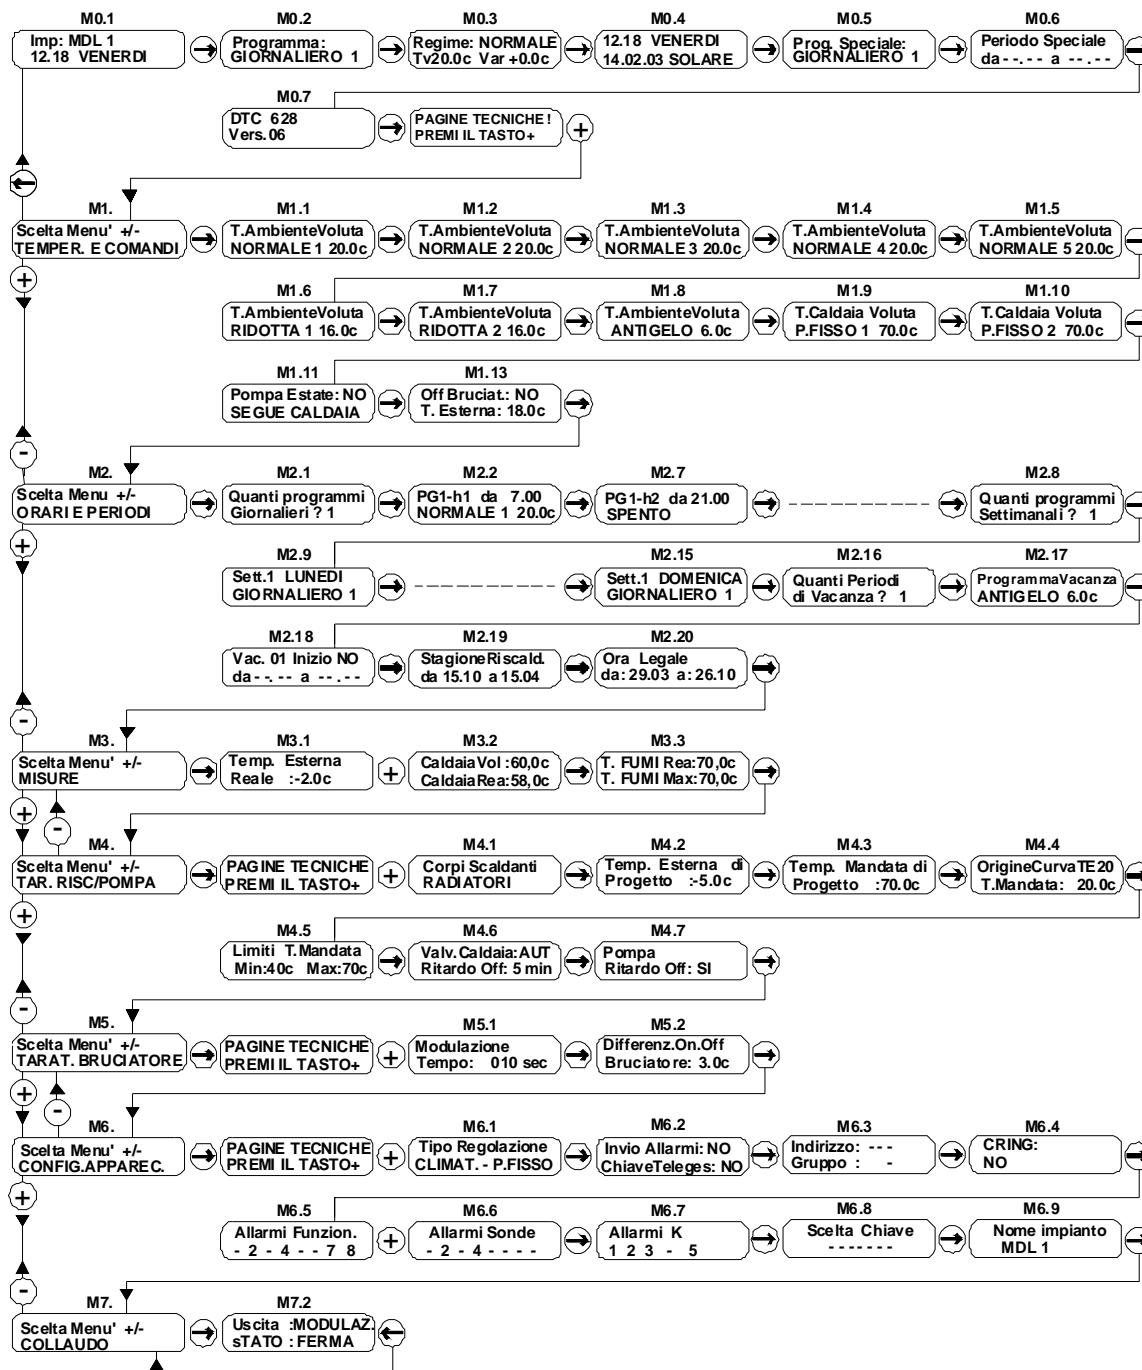 M0.1 M0.2 M0.3 M0.4 M0.5 M0.6
Imp: MDL 1
12.18 VENERDI
Programma:
GIORNALIERO 1
Regime: NORMALE
Tv20.0c Var +0.0c
12.18 VENERDI
14.02.03 SOLARE
Prog. Speciale:
GIORNALIERO 1
Periodo Speciale
da --.-- a --.--
M0.7
DTC 628
Vers.06
PAGINE TECNICHE!
PREMI IL TASTO+
+
M1. M1.1 M1.2 M1.3 M1.4 M1.5
Scelta Menu' +/-
TEMPER. E COMANDI
T.AmbienteVoluta
NORMALE 1 20.0c
T.AmbienteVoluta
NORMALE 2 20.0c
T.AmbienteVoluta
NORMALE 3 20.0c
T.AmbienteVoluta
NORMALE 4 20.0c
T.AmbienteVoluta
NORMALE 5 20.0c
+
M1.6 M1.7 M1.8 M1.9 M1.10
T.AmbienteVoluta
RIDOTTA 1 16.0c
T.AmbienteVoluta
RIDOTTA 2 16.0c
T.AmbienteVoluta
ANTIGELO 6.0c
T.Caldaia Voluta
P.FISSO 1 70.0c
T.Caldaia Voluta
P.FISSO 2 70.0c
M1.11 M1.13
Pompa Estate: NO
SEGUE CALDAIA
Off Bruciat.: NO
T. Esterna: 18.0c
-
M2. M2.1 M2.2 M2.7 M2.8
Scelta Menu +/-
ORARI E PERIODI
Quanti programmi
Giornalieri ? 1
PG1-h1 da 7.00
NORMALE 1 20.0c
PG1-h2 da 21.00
SPENTO
Quanti programmi
Settimanali ? 1
+
M2.9 M2.15 M2.16 M2.17
Sett.1 LUNEDI
GIORNALIERO 1
Sett.1 DOMENICA
GIORNALIERO 1
Quanti Periodi
di Vacanza ? 1
ProgrammaVacanza
ANTIGELO 6.0c
M2.18 M2.19 M2.20
Vac. 01 Inizio NO
da --.-- a --.--
StagioneRiscald.
da 15.10 a 15.04
Ora Legale
da: 29.03 a: 26.10
-
M3. M3.1 M3.2 M3.3
Scelta Menu' +/-
MISURE
Temp. Esterna
Reale :-2.0c
+
CaldaiaVol :60,0c
CaldaiaRea:58,0c
T. FUMI Rea:70,0c
T. FUMI Max:70,0c
+
-
M4. M4.1 M4.2 M4.3 M4.4
Scelta Menu' +/-
TAR. RISC/POMPA
PAGINE TECNICHE
PREMI IL TASTO+
+
Corpi Scaldanti
RADIATORI
Temp. Esterna di
Progetto :-5.0c
Temp. Mandata di
Progetto :70.0c
OrigineCurvaTE20
T.Mandata: 20.0c
+
M4.5 M4.6 M4.7
Limiti T.Mandata
Min:40c Max:70c
Valv.Caldaia:AUT
Ritardo Off: 5 min
Pompa
Ritardo Off: SI
-
M5. M5.1 M5.2
Scelta Menu' +/-
TARAT. BRUCIATORE
PAGINE TECNICHE
PREMI IL TASTO+
+
Modulazione
Tempo: 010 sec
Differenz.On.Off
Bruciatore: 3.0c
+
-
M6. M6.1 M6.2 M6.3 M6.4
Scelta Menu' +/-
CONFIG.APPAREC.
PAGINE TECNICHE
PREMI IL TASTO+
+
Tipo Regolazione
CLIMAT. - P.FISSO
Invio Allarmi: NO
ChiaveTeleges: NO
Indirizzo: ---
Gruppo : -
CRING:
NO
+
M6.5 M6.6 M6.7 M6.8 M6.9
Allarmi Funzion.
- 2 - 4 - - 7 8
+
Allarmi Sonde
- 2 - 4 - - - -
Allarmi K
1 2 3 - 5
Scelta Chiave
-------
Nome impianto
MDL 1
-
M7. M7.2
Scelta Menu' +/-
COLLAUDO
Uscita :MODULAZ.
sTATO : FERMA